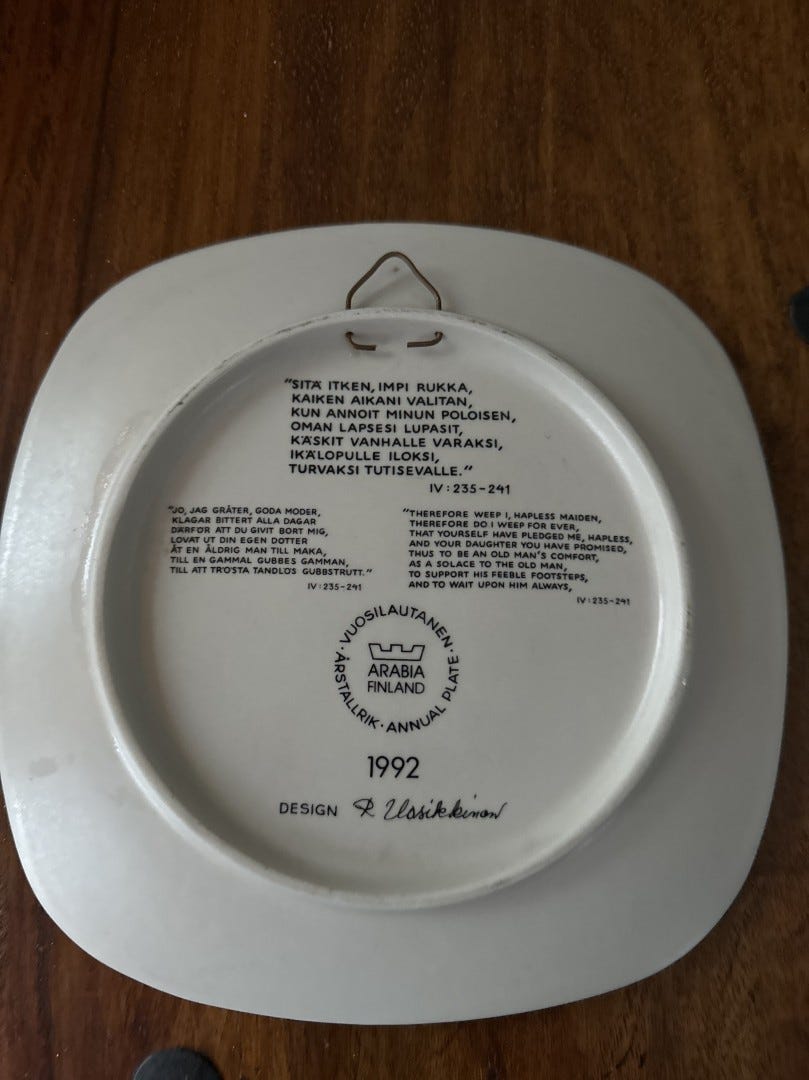 "SITÄ ITKEN, IMPI RUKKA,
KAIKEN AIKANI VALITAN,
KUN ANNOIT MINUN POLOISEN,
OMAN LAPSESI LUPASIT,
KÄSKIT VANHALLE VARAKSI,
IKÄLOPULLE ILOKSI,
TURVAKSI TUTISEVALLE."
IV:235-241
"JO, JAG GRÅTER, GODA MODER,
KLAGAR BITTERT ALLA DAGAR
DÄRFÖR ATT DU GIVIT BORT MIG,
LOVAT UT DIN EGEN DOTTER
ÅT EN ÅLDRIG MAN TILL MAKA,
TILL EN GAMMAL GUBBES GAMMAN,
TILL ATT TRÖSTA TANDLÖS GUBBSTRUTT."
IV:235-241
"THEREFORE WEEP I, HAPLESS MAIDEN,
THEREFORE DO I WEEP FOR EVER,
THAT YOURSELF HAVE PLEDGED ME, HAPLESS,
AND YOUR DAUGHTER YOU HAVE PROMISED,
THUS TO BE AN OLD MAN'S COMFORT,
AS A SOLACE TO THE OLD MAN,
TO SUPPORT HIS FEEBLE FOOTSTEPS,
AND TO WAIT UPON HIM ALWAYS,
IV:235-241
VUOSILAUTANEN · ANNUAL PLATE · ÅRSTALLRIK ·
ARABIA
FINLAND
1992
DESIGN R Uosikkinen